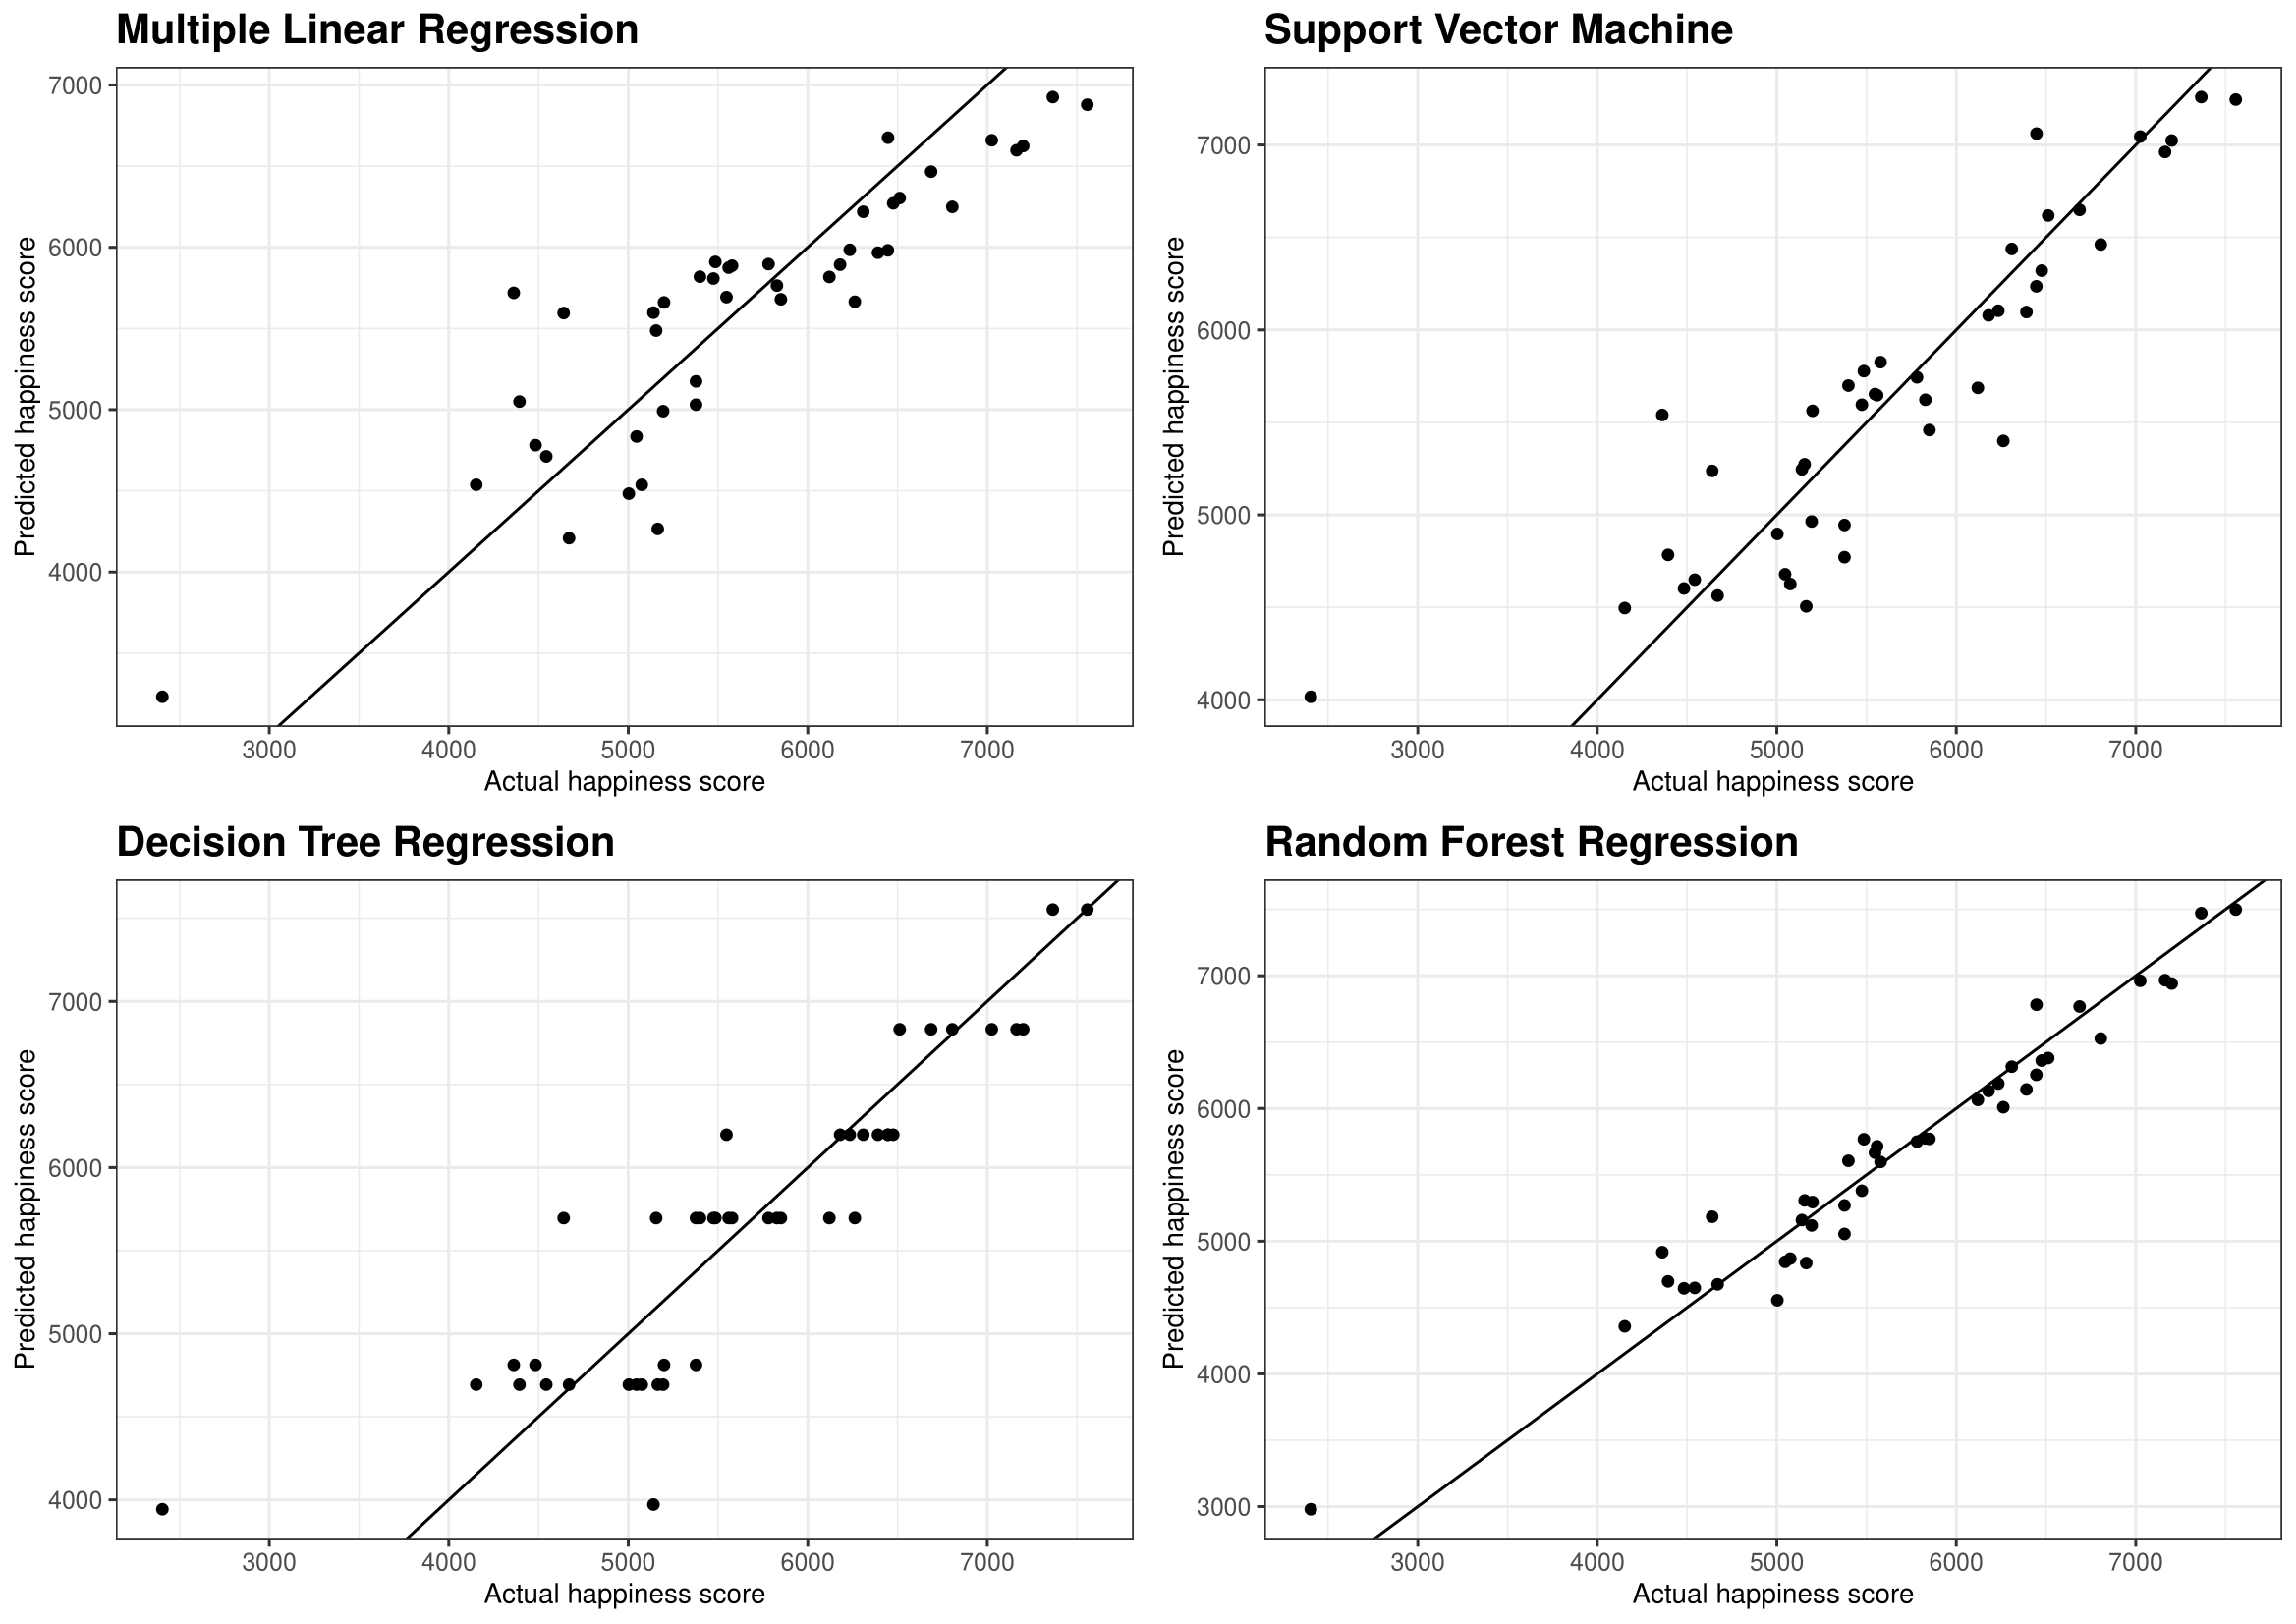 Multiple Linear Regression
Predicted happiness score
7000
6000
5000
4000
3000 4000 5000 6000 7000
Actual happiness score
Support Vector Machine
Predicted happiness score
7000
6000
5000
4000
3000 4000 5000 6000 7000
Actual happiness score
Decision Tree Regression
Predicted happiness score
7000
6000
5000
4000
3000 4000 5000 6000 7000
Actual happiness score
Random Forest Regression
Predicted happiness score
7000
6000
5000
4000
3000
3000 4000 5000 6000 7000
Actual happiness score